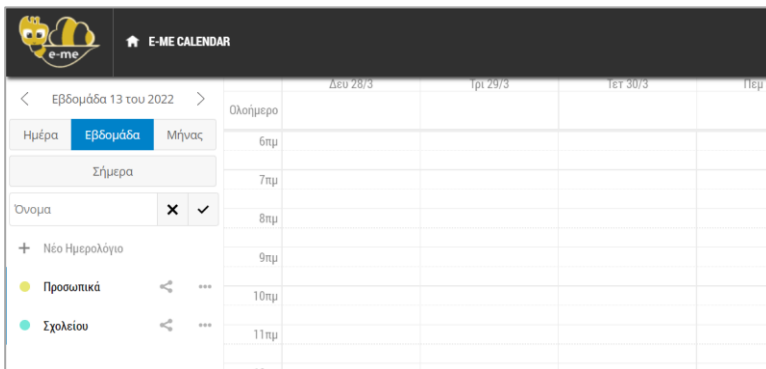 e-me
E-ME CALENDAR
Εβδομάδα 13 του 2022
Ημέρα Εβδομάδα Μήνας
Σήμερα
Όνομα
Νέο Ημερολόγιο
Προσωπικά
Σχολείου
Δευ 28/3 Τρι 29/3 Τετ 30/3 Πεμ
Ολοήμερο
6πμ
7πμ
8πμ
9πμ
10πμ
11πμ